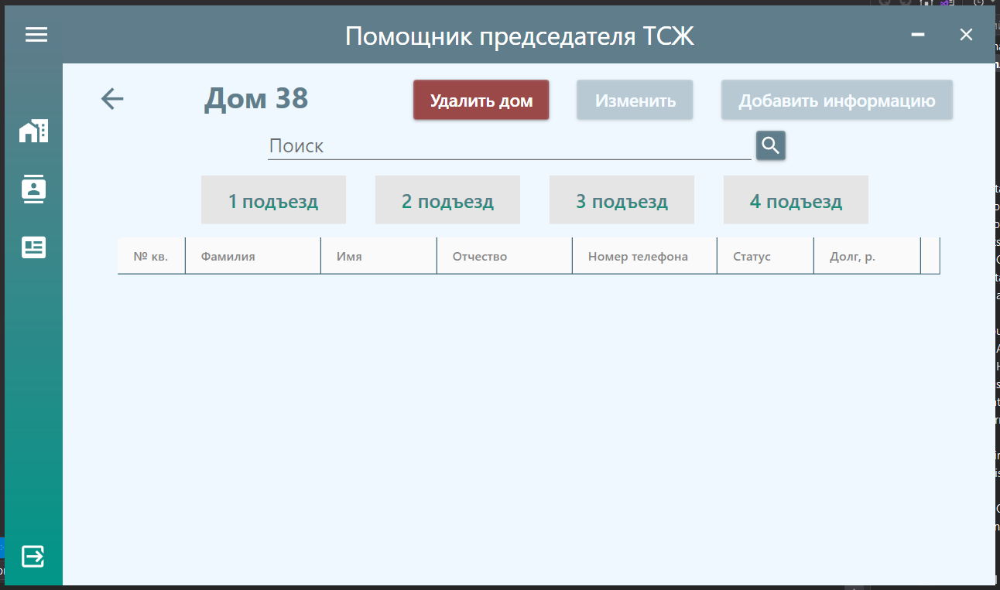 Помощник председателя ТСЖ
Дом 38
Удалить дом
Изменить
Добавить информацию
Поиск
1 подъезд
2 подъезд
3 подъезд
4 подъезд
№ кв.
Фамилия
Имя
Отчество
Номер телефона
Статус
Долг, р.